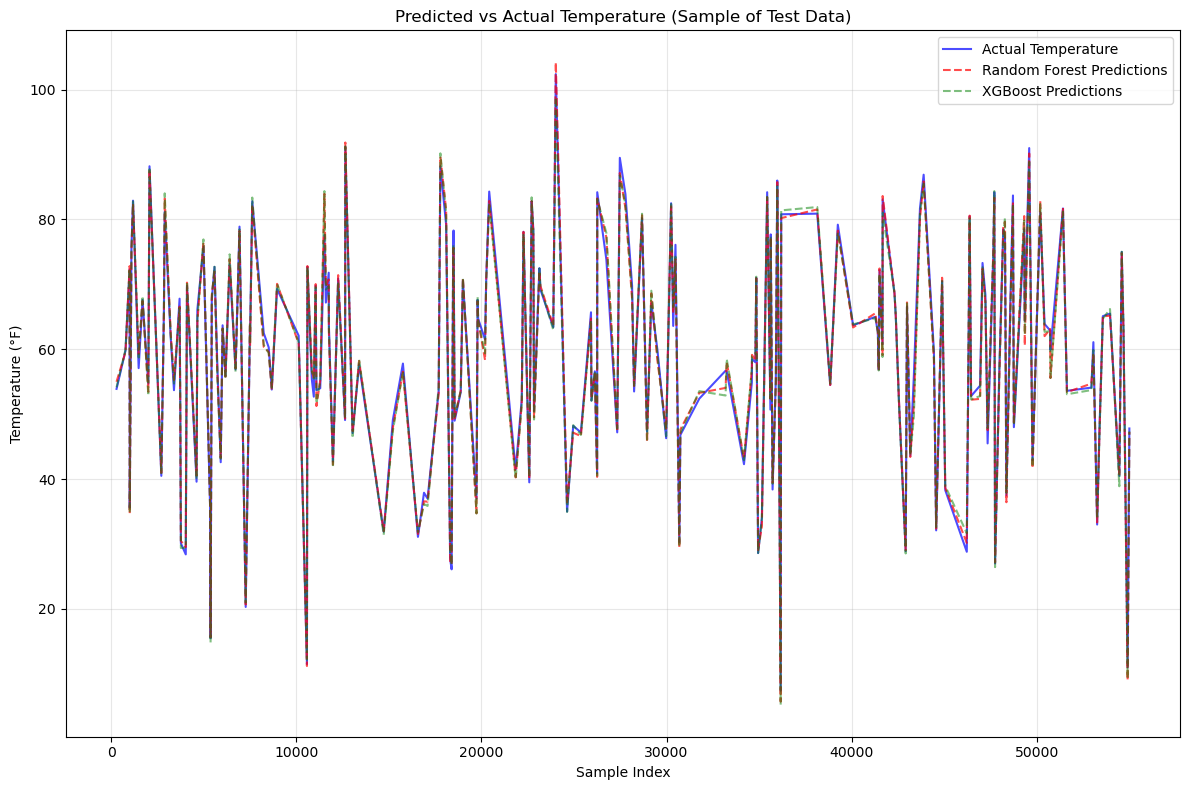 Predicted vs Actual Temperature (Sample of Test Data)
Actual Temperature
Random Forest Predictions
XGBoost Predictions
Temperature (°F)
100
80
60
40
20
0
10000
20000
30000
40000
50000
Sample Index